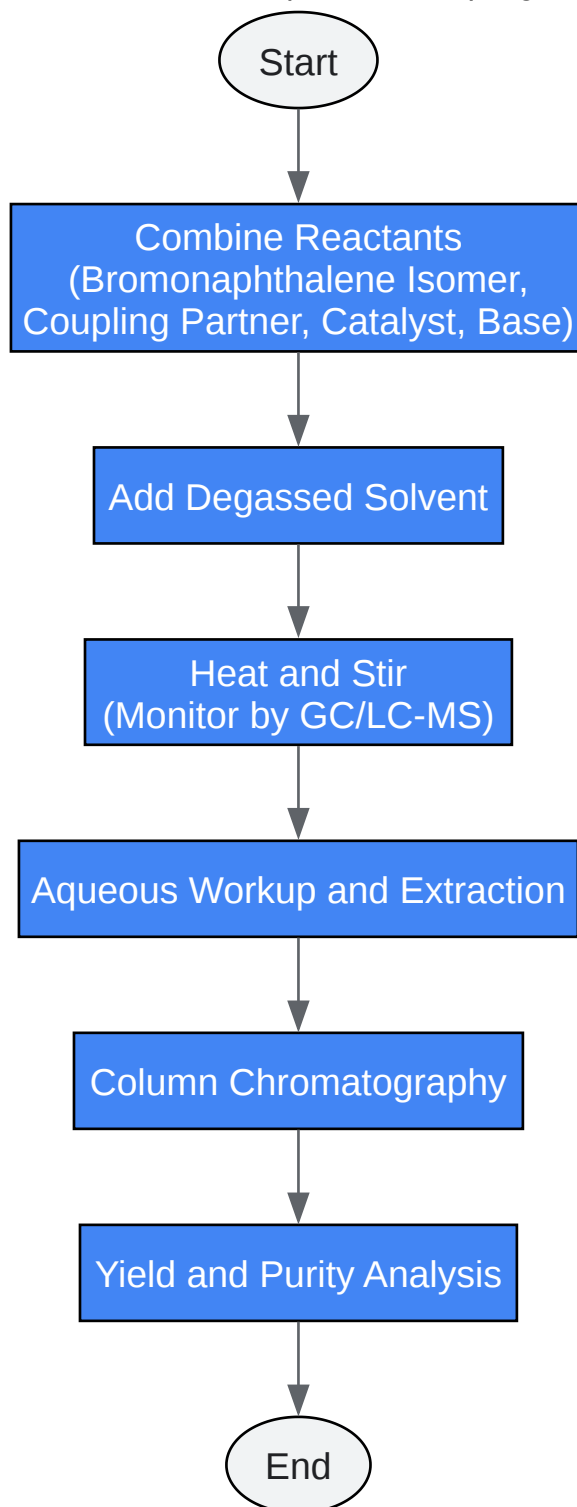 Start
Combine Reactants
(Bromonaphthalene Isomer,
Coupling Partner, Catalyst, Base)
Add Degassed Solvent
Heat and Stir
(Monitor by GC/LC-MS)
Aqueous Workup and Extraction
Column Chromatography
Yield and Purity Analysis
End